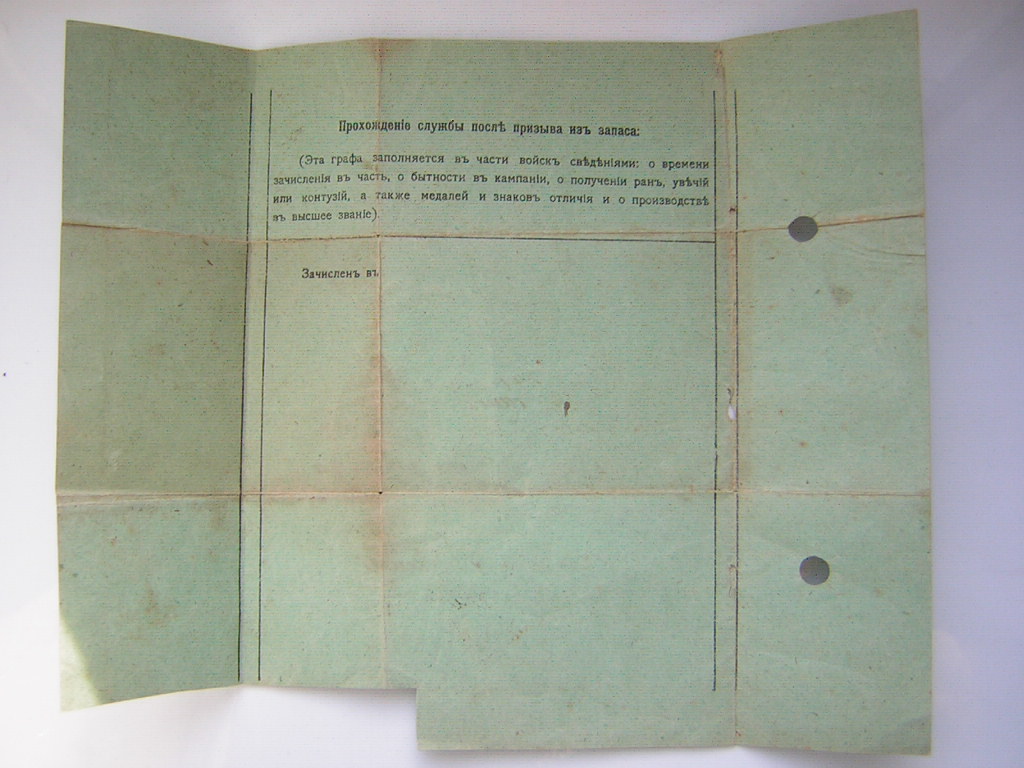 Прохожденіе службы послѣ призыва изъ запаса:
(Эта графа заполняется въ части войскъ свѣдѣніями: о времени
зачисленія въ часть, о бытности въ кампаніи, о полученіи ранъ, увѣчій
или контузій, а также медалей и знаковъ отличія и о производствѣ
въ высшее званіе).
Зачисленъ въ